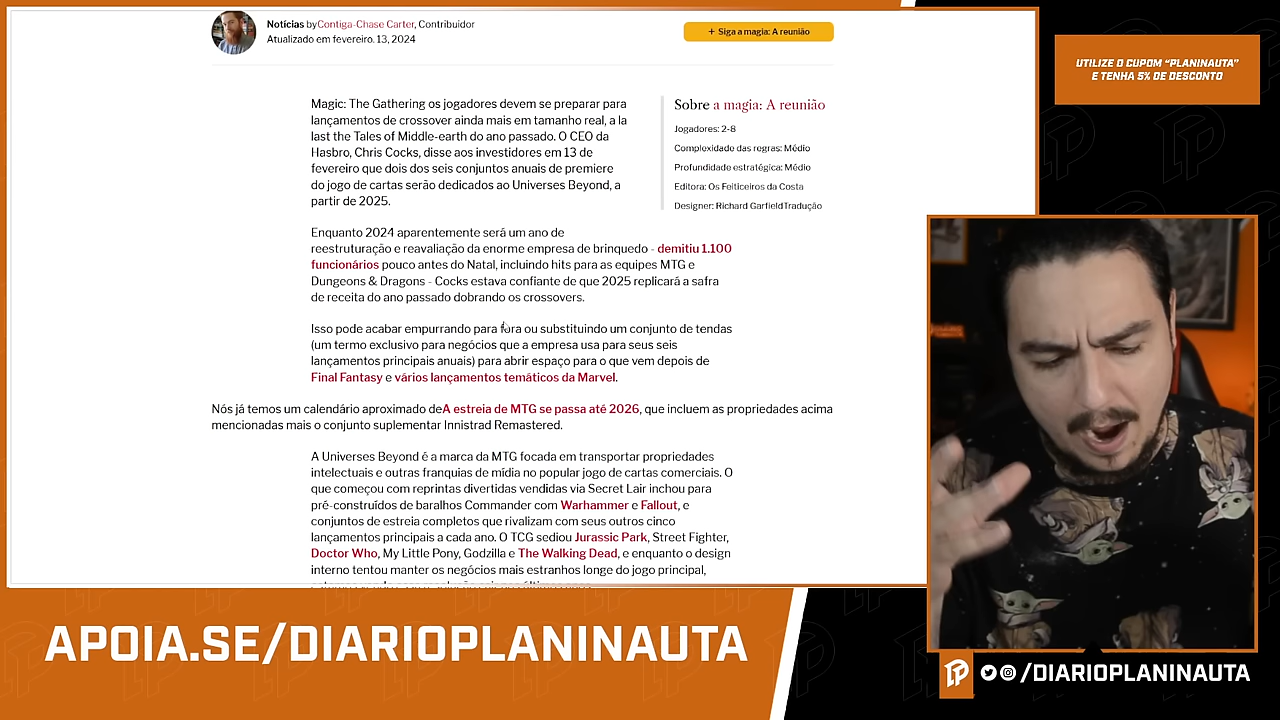 Notícias byContiga-Chase Carter, Contribuidor
Atualizado em fevereiro. 13, 2024
+ Siga a magia: A reunião
UTILIZE O CUPOM “PLANINAUTA”
E TENHA 5% DE DESCONTO
Magic: The Gathering os jogadores devem se preparar para
lançamentos de crossover ainda mais em tamanho real, a la
last the Tales of Middle-earth do ano passado. O CEO da
Hasbro, Chris Cocks, disse aos investidores em 13 de
fevereiro que dois dos seis conjuntos anuais de premiere
do jogo de cartas serão dedicados ao Universes Beyond, a
partir de 2025.
Sobre a magia: A reunião
Jogadores: 2-8
Complexidade das regras: Médio
Profundidade estratégica: Médio
Editora: Os Feiticeiros da Costa
Designer: Richard GarfieldTradução
Enquanto 2024 aparentemente será um ano de
reestruturação e reavaliação da enorme empresa de brinquedo - demitiu 1.100
funcionários pouco antes do Natal, incluindo hits para as equipes MTG e
Dungeons & Dragons - Cocks estava confiante de que 2025 replicará a safra
de receita do ano passado dobrando os crossovers.
Isso pode acabar empurrando para fora ou substituindo um conjunto de tendas
(um termo exclusivo para negócios que a empresa usa para seus seis
lançamentos principais anuais) para abrir espaço para o que vem depois de
Final Fantasy e vários lançamentos temáticos da Marvel.
Nós já temos um calendário aproximado deA estreia de MTG se passa até 2026, que incluem as propriedades acima
mencionadas mais o conjunto suplementar Innistrad Remastered.
A Universes Beyond é a marca da MTG focada em transportar propriedades
intelectuais e outras franquias de mídia no popular jogo de cartas comerciais. O
que começou com reprintas divertidas vendidas via Secret Lair inchou para
pré-construídos de baralhos Commander com Warhammer e Fallout, e
conjuntos de estreia completos que rivalizam com seus outros cinco
lançamentos principais a cada ano. O TCG sediou Jurassic Park, Street Fighter,
Doctor Who, My Little Pony, Godzilla e The Walking Dead, e enquanto o design
interno tentou manter os negócios mais estranhos longe do jogo principal,
APOIA.SE/DIARIOPLANINAUTA
/DIARIOPLANINAUTA